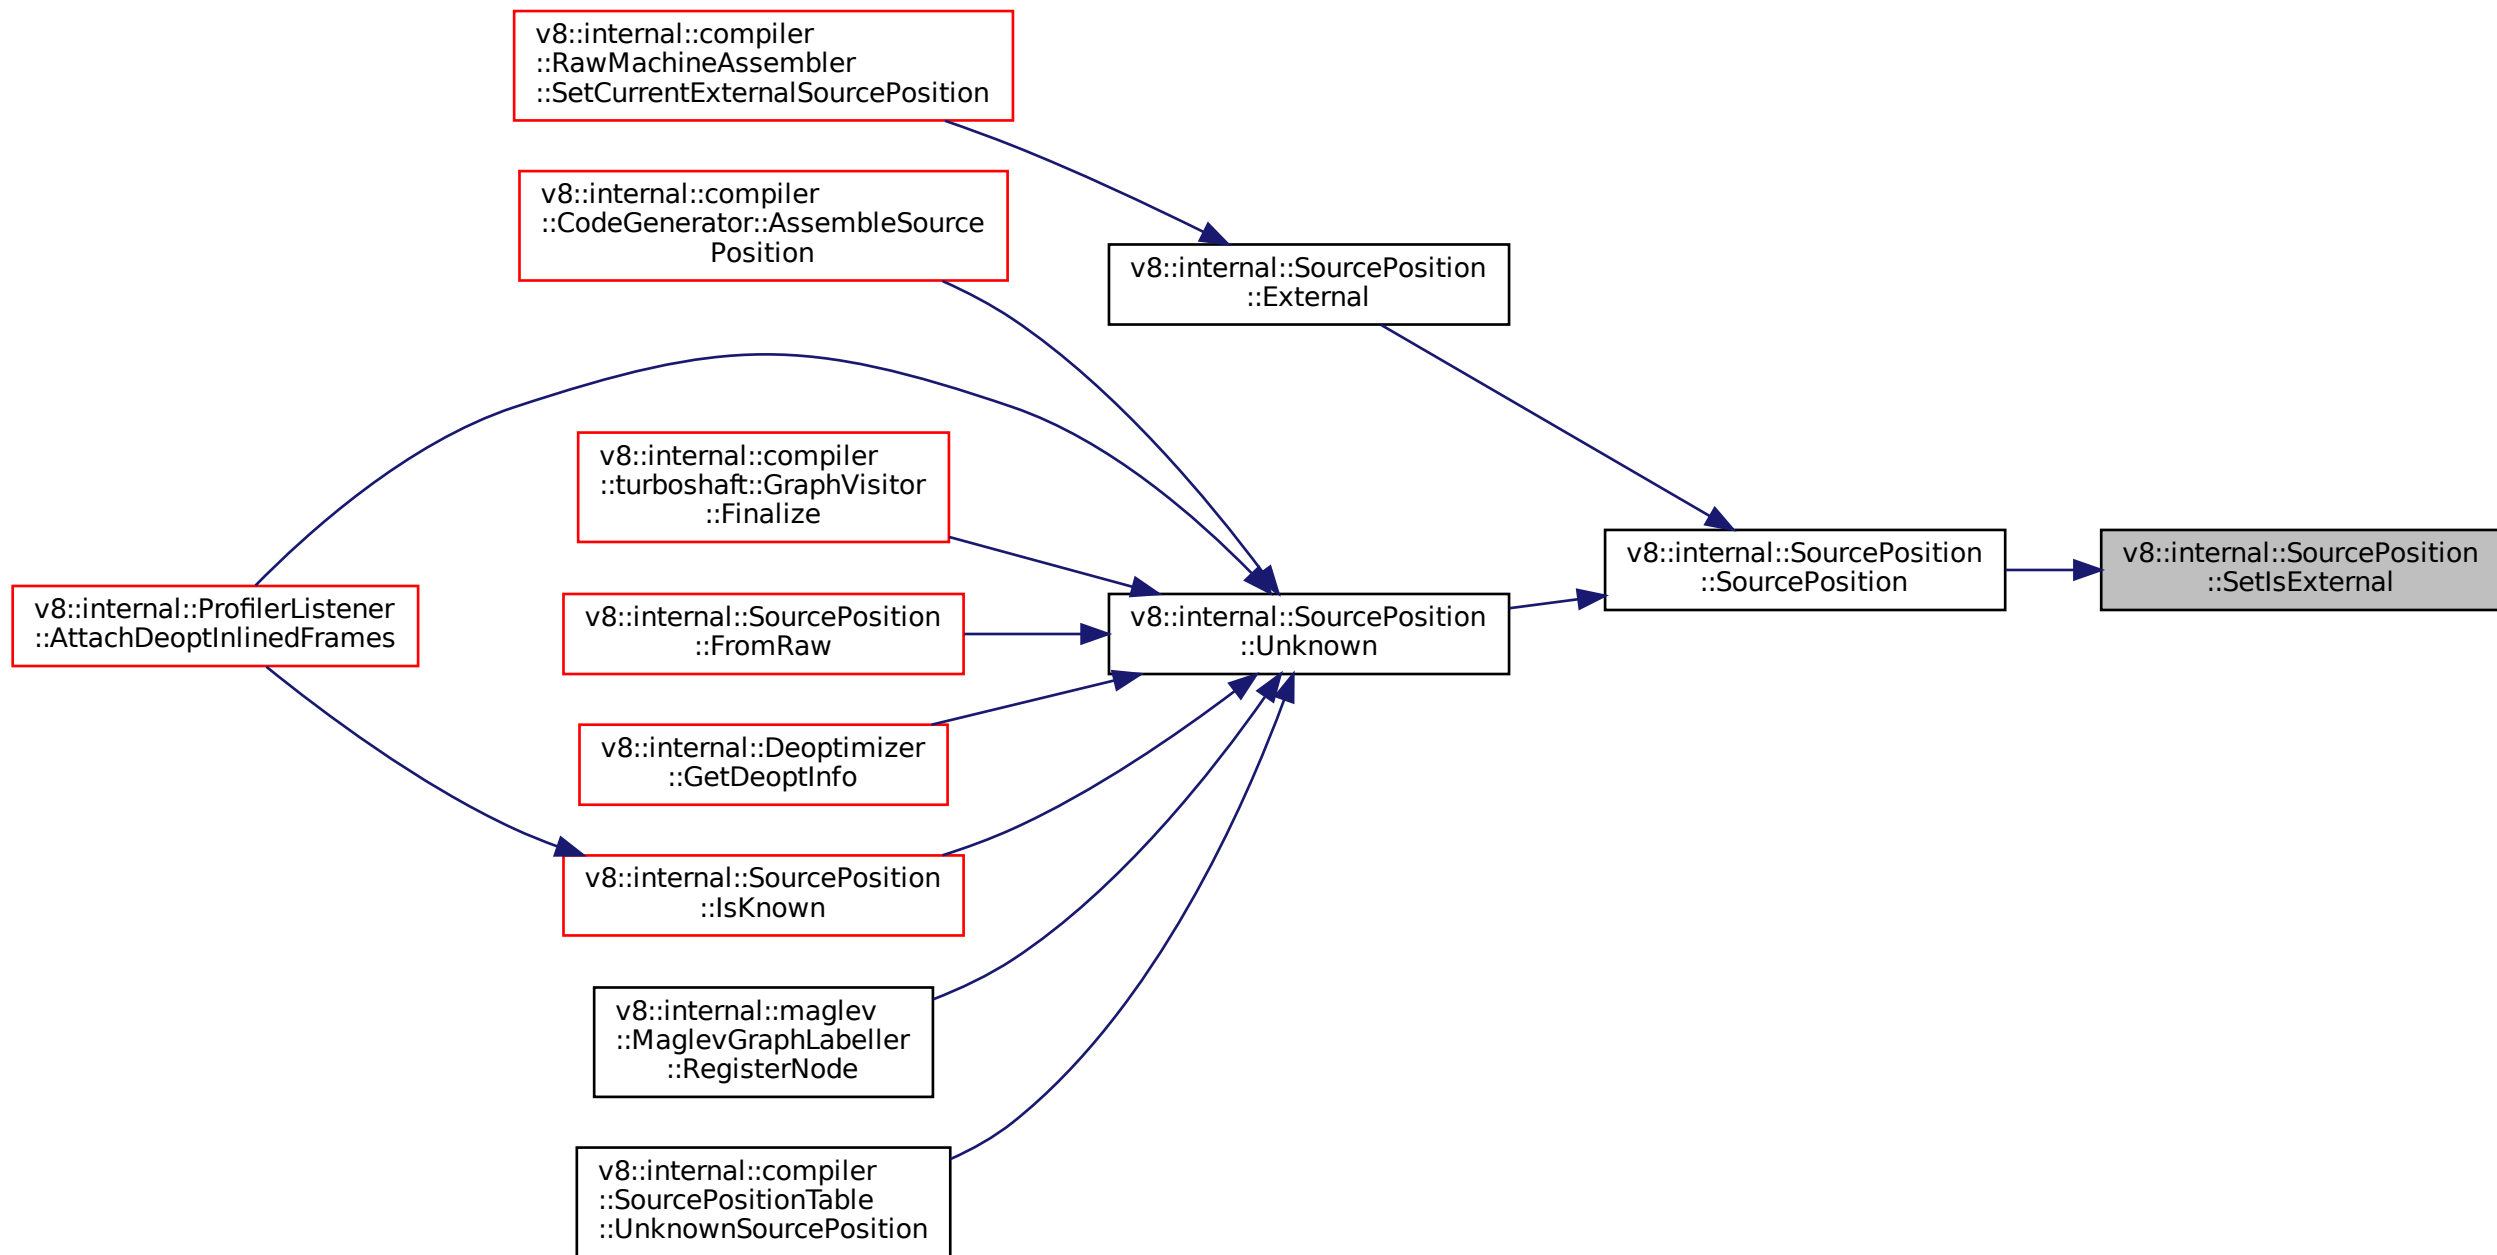 v8::internal::compiler
::RawMachineAssembler
::SetCurrentExternalSourcePosition
v8::internal::compiler
::CodeGenerator::AssembleSource
Position
v8::internal::SourcePosition
::External
v8::internal::compiler
::turboshaft::GraphVisitor
::Finalize
v8::internal::ProfilerListener
::AttachDeoptInlinedFrames
v8::internal::SourcePosition
::FromRaw
v8::internal::SourcePosition
::Unknown
v8::internal::SourcePosition
::SourcePosition
v8::internal::SourcePosition
::SetIsExternal
v8::internal::Deoptimizer
::GetDeoptInfo
v8::internal::SourcePosition
::IsKnown
v8::internal::maglev
::MaglevGraphLabeller
::RegisterNode
v8::internal::compiler
::SourcePositionTable
::UnknownSourcePosition